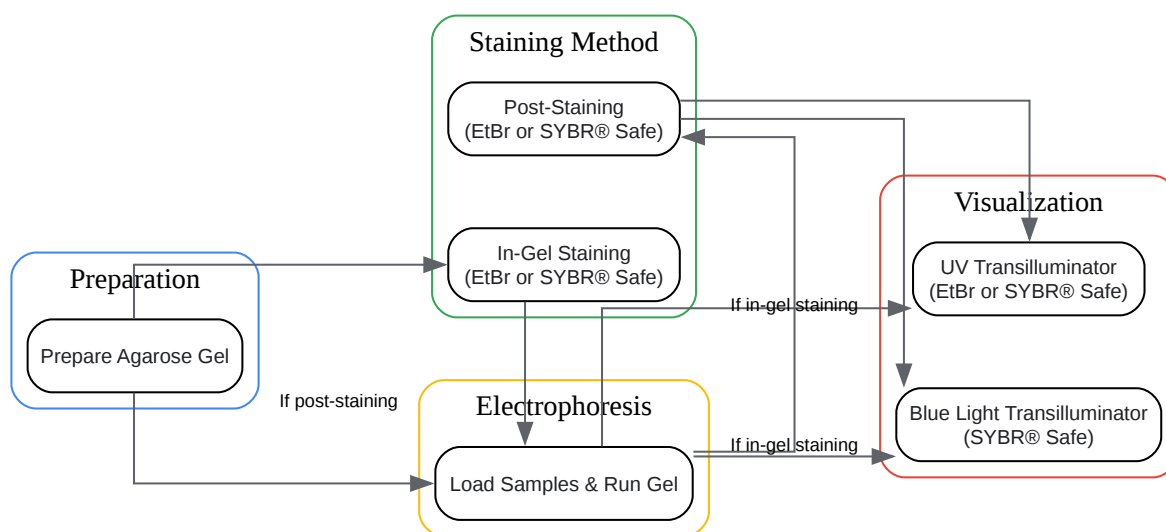 Staining Method
Post-Staining
(EtBr or SYBR® Safe)
In-Gel Staining
(EtBr or SYBR® Safe)
Preparation
Prepare Agarose Gel
If post-staining
Electrophoresis
Load Samples & Run Gel
If in-gel staining
If in-gel staining
Visualization
UV Transilluminator
(EtBr or SYBR® Safe)
Blue Light Transilluminator
(SYBR® Safe)